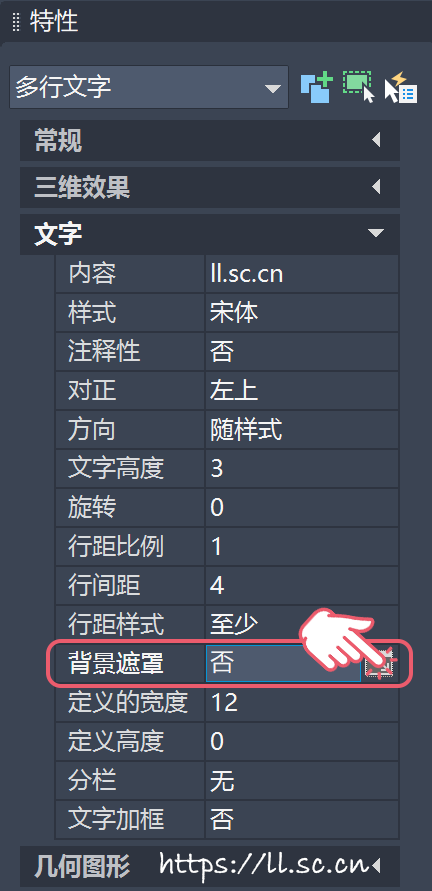 特性
多行文字
常规
三维效果
文字
内容 ll.sc.cn
样式 宋体
注释性 否
对正 左上
方向 随样式
文字高度 3
旋转 0
行距比例 1
行间距 4
行距样式 至少
背景遮罩 否
定义的宽度 12
定义高度 0
分栏 无
文字加框 否
几何图形 https://ll.sc.cn